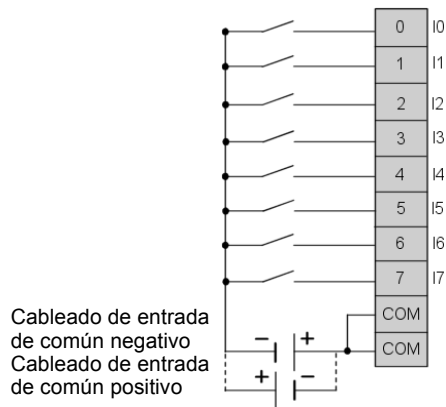 0 I0
1 I1
2 I2
3 I3
4 I4
5 I5
6 I6
7 I7
COM
COM
Cableado de entrada
de común negativo
Cableado de entrada
de común positivo
− +
+ −